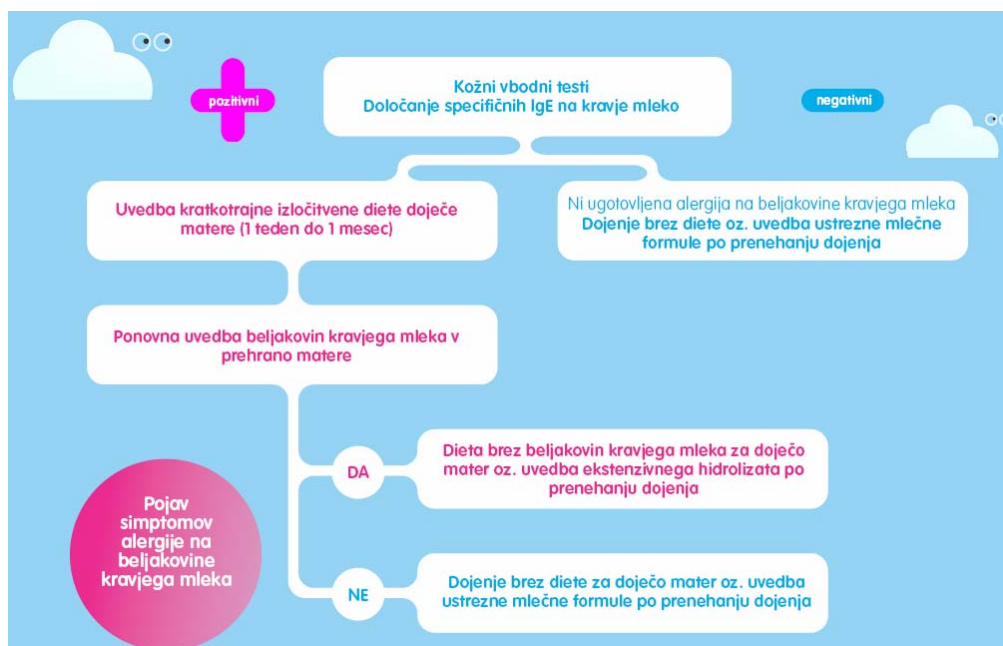 pozitivni
Kožni vbodni testi
Določanje specifičnih IgE na kravje mleko
negativni
Uvedba kratkotrajne izločitvene diete doječe
matere (1 teden do 1 mesec)
Ni ugotovljena alergija na beljakovine kravjega mleka
Dojenje brez diete oz. uvedba ustrezne mlečne
formule po prenehanju dojenja
Ponovna uvedba beljakovin kravjega mleka v
prehrano matere
DA
Dieta brez beljakovin kravjega mleka za doječo
mater oz. uvedba ekstenzivnega hidrolizata po
prenehanju dojenja
Pojav
simptomov
alergije na
beljakovine
kravjega mleka
NE
Dojenje brez diete za doječo mater oz. uvedba
ustrezne mlečne formule po prenehanju dojenja